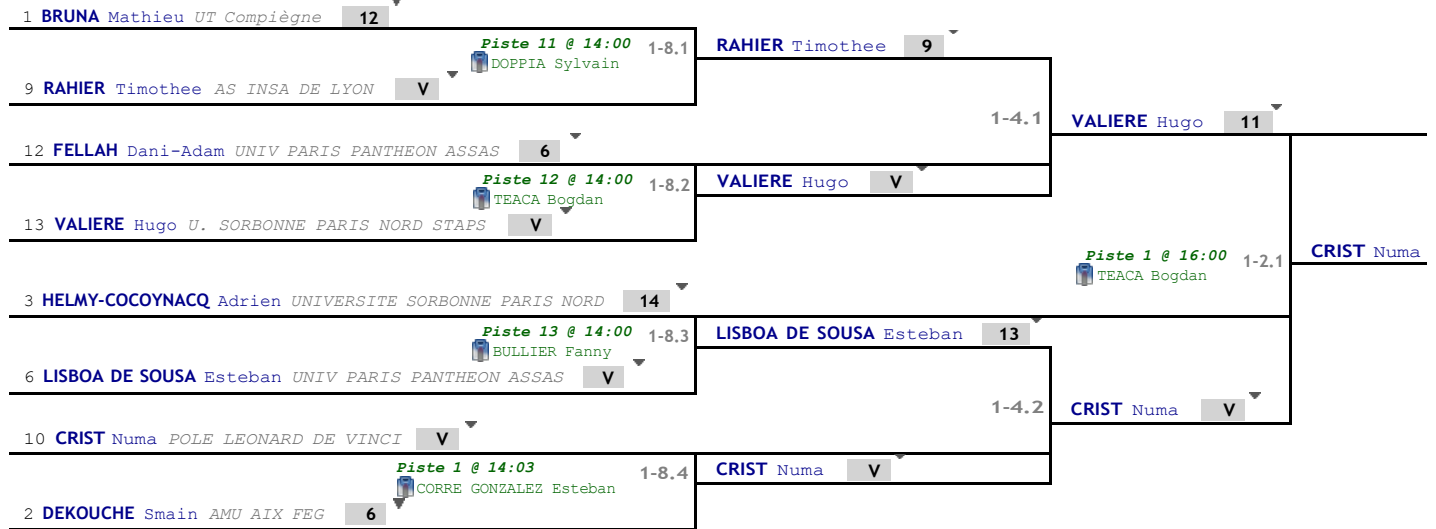 1 BRUNA Mathieu UT Compiègne 12
Piste 11 @ 14:00 1-8.1
DOPPIA Sylvain
RAHIER Timothee 9
9 RAHIER Timothee AS INSA DE LYON V
1-4.1
VALIERE Hugo 11
12 FELLAH Dani-Adam UNIV PARIS PANTHEON ASSAS 6
Piste 12 @ 14:00 1-8.2
TEACA Bogdan
VALIERE Hugo V
13 VALIERE Hugo U. SORBONNE PARIS NORD STAPS V
Piste 1 @ 16:00 1-2.1
TEACA Bogdan
CRIST Numa
3 HELMY-COCOYNACQ Adrien UNIVERSITE SORBONNE PARIS NORD 14
Piste 13 @ 14:00 1-8.3
BULLIER Fanny
LISBOA DE SOUSA Esteban 13
6 LISBOA DE SOUSA Esteban UNIV PARIS PANTHEON ASSAS V
1-4.2
CRIST Numa V
10 CRIST Numa POLE LEONARD DE VINCI V
Piste 1 @ 14:03 1-8.4
CORRE GONZALEZ Esteban
CRIST Numa V
2 DEKOUCHE Smain AMU AIX FEG 6